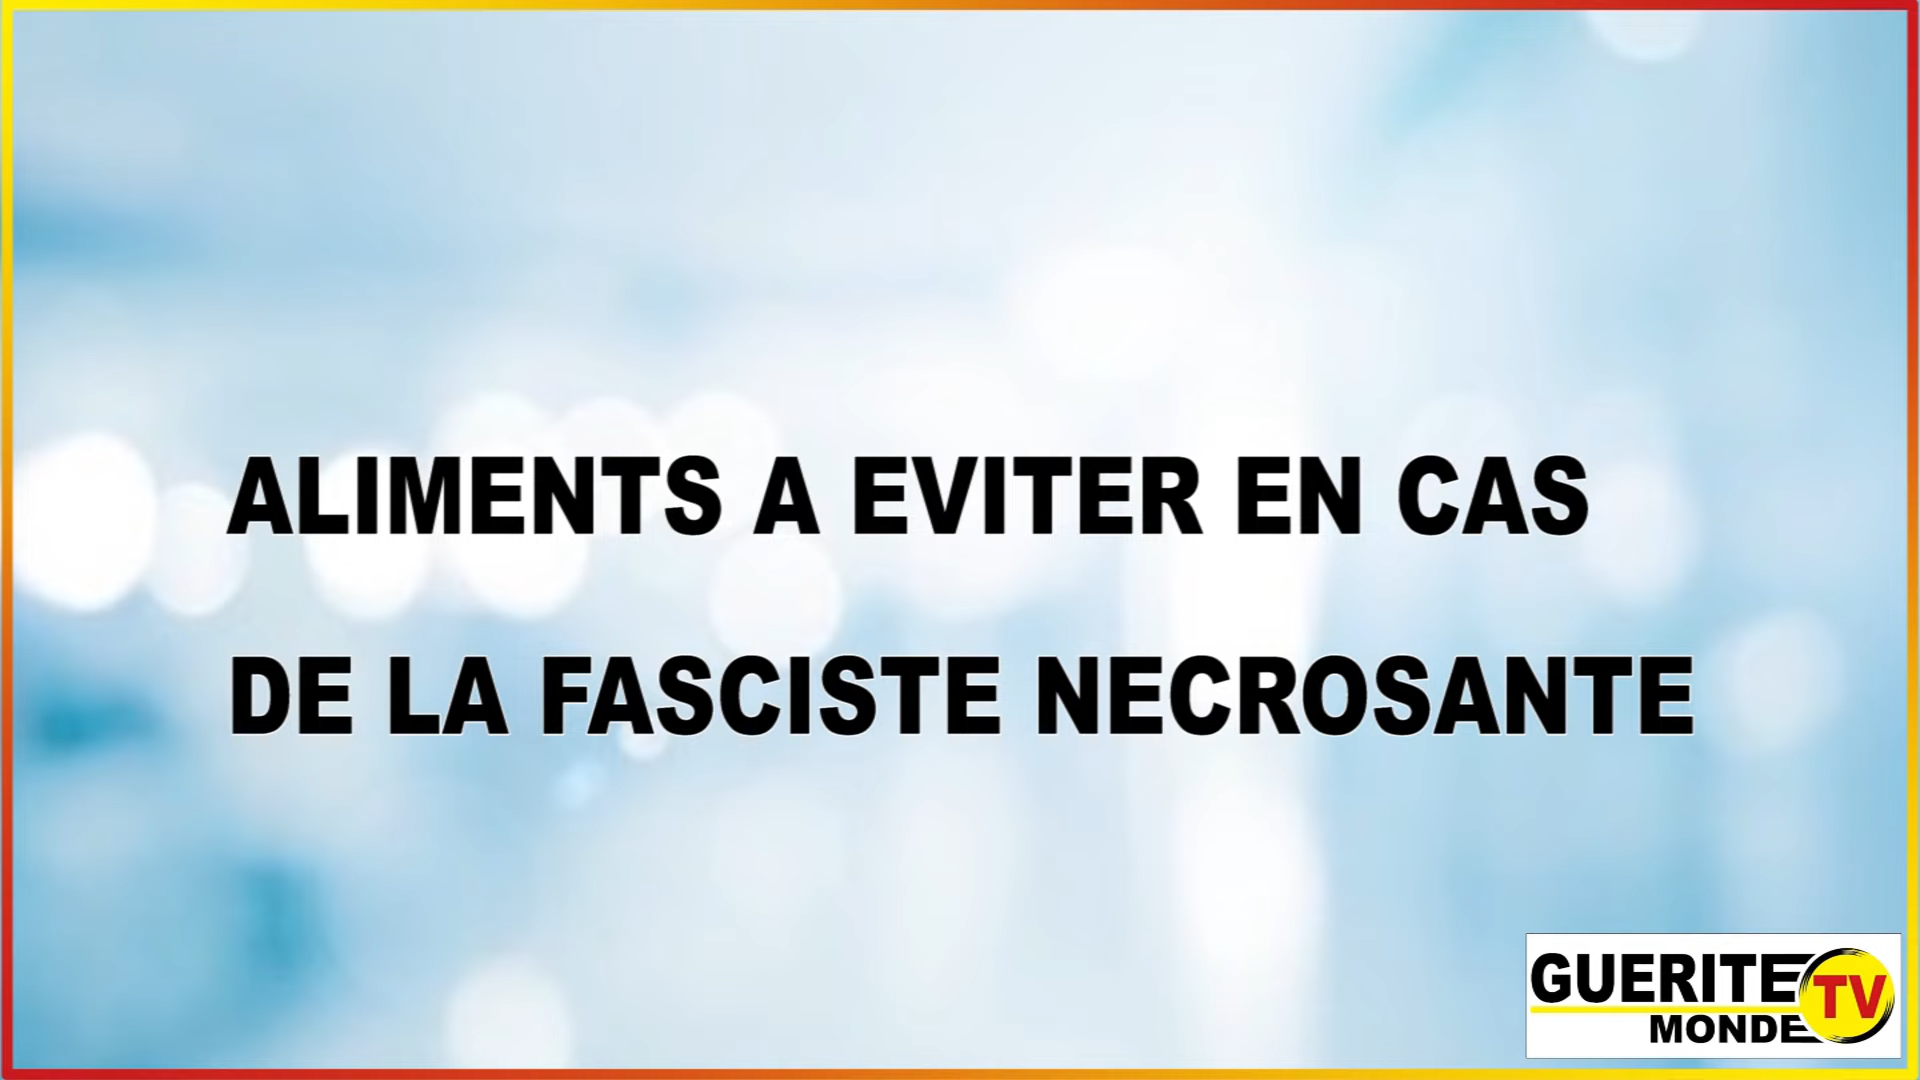 ALIMENTS A EVITER EN CAS
DE LA FASCISTE NECROSANTE
GUERITE TV
MONDE